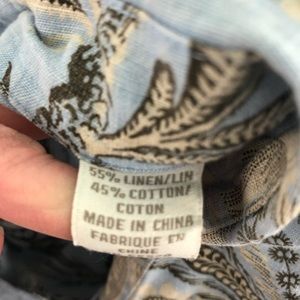 55% LINEN/LIN
45% COTTON/
COTON
MADE IN CHINA
FABRIQUE EN
CHINE